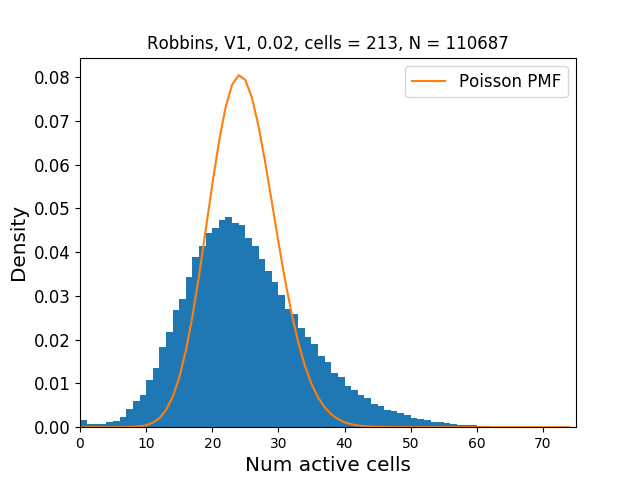 Robbins, V1, 0.02, cells = 213, N = 110687
Poisson PMF
0.08
0.07
0.06
0.05
0.04
0.03
0.02
0.01
0.00
Density
0 10 20 30 40 50 60 70
Num active cells